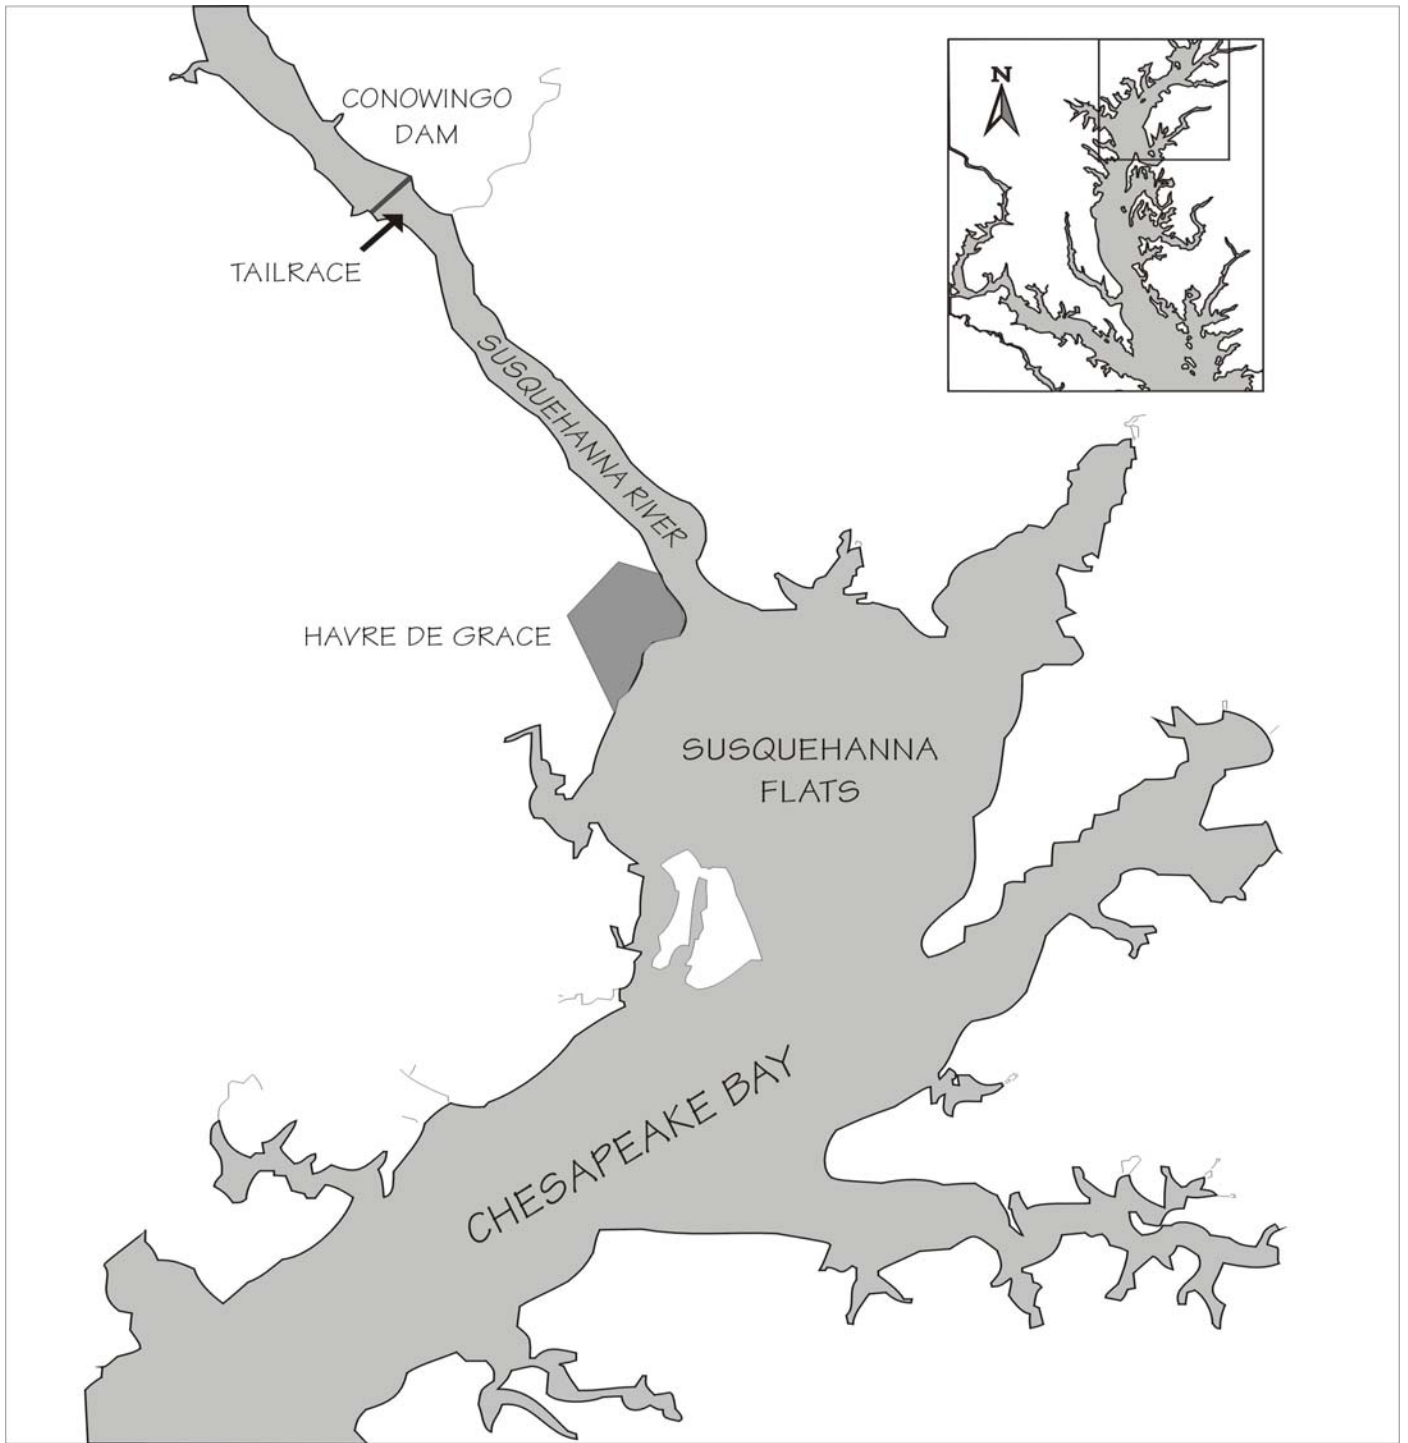 CONOWINGO
DAM
N
TAILRACE
SUSQUEHANNA RIVER
HAVRE DE GRACE
SUSQUEHANNA
FLATS
CHESAPEAKE BAY